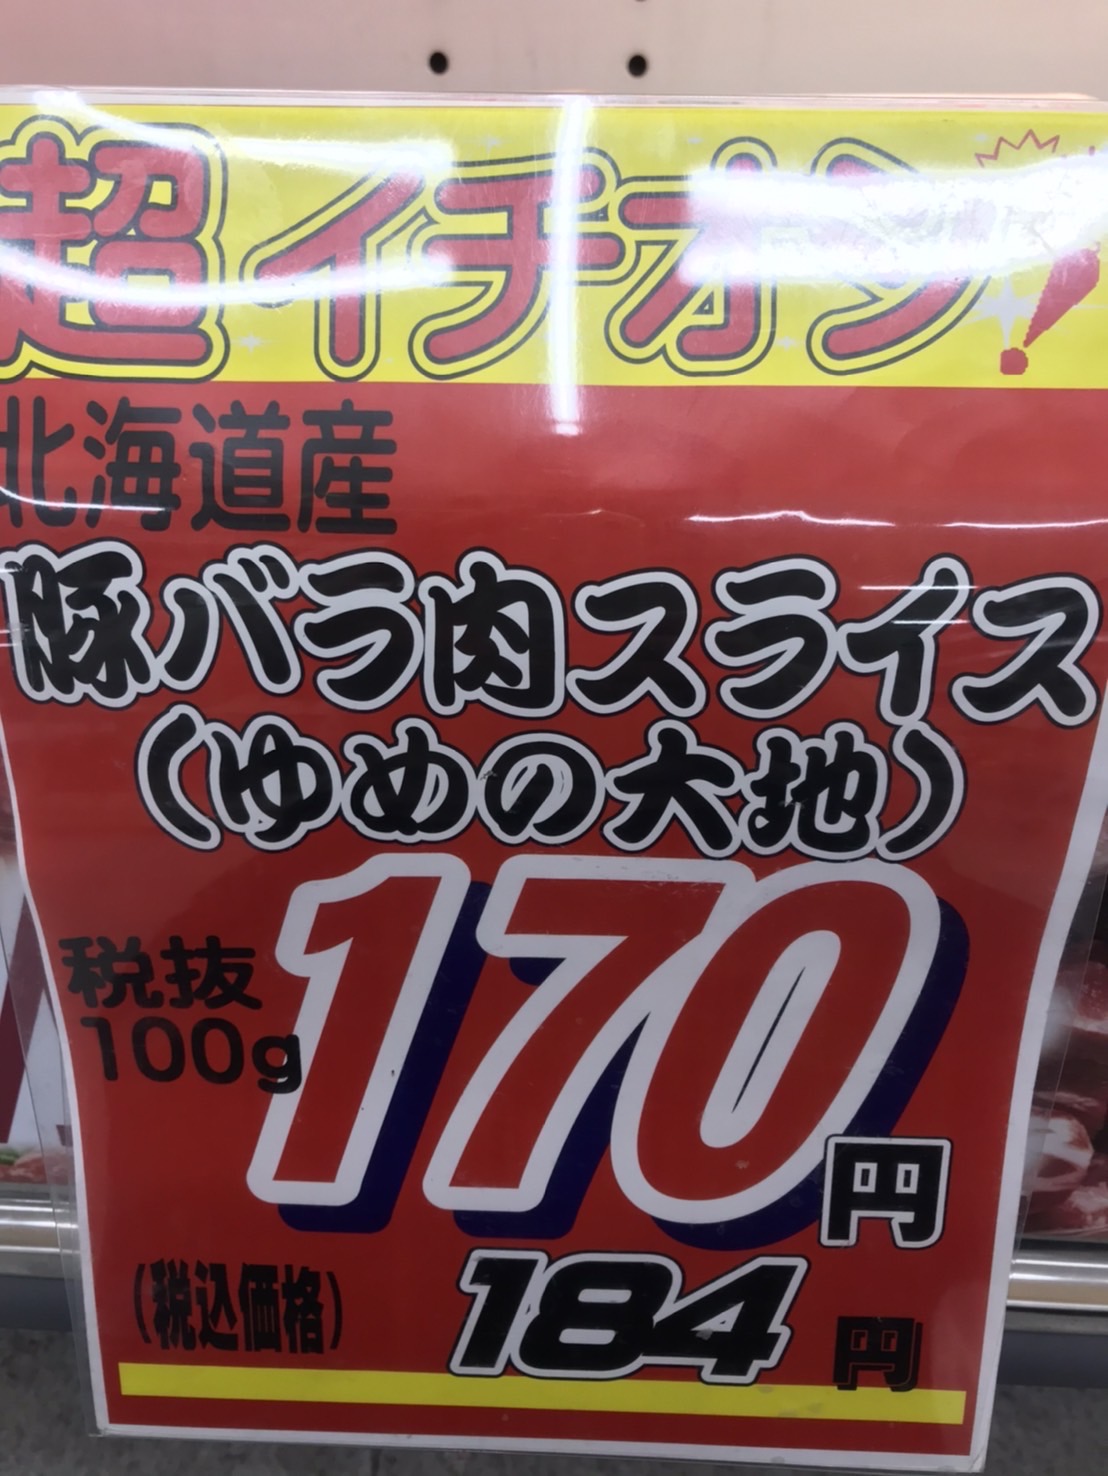 超イチオシ!
北海道産
豚バラ肉スライス
(ゆめの大地)
税抜
100g
170円
(税込価格) 184円